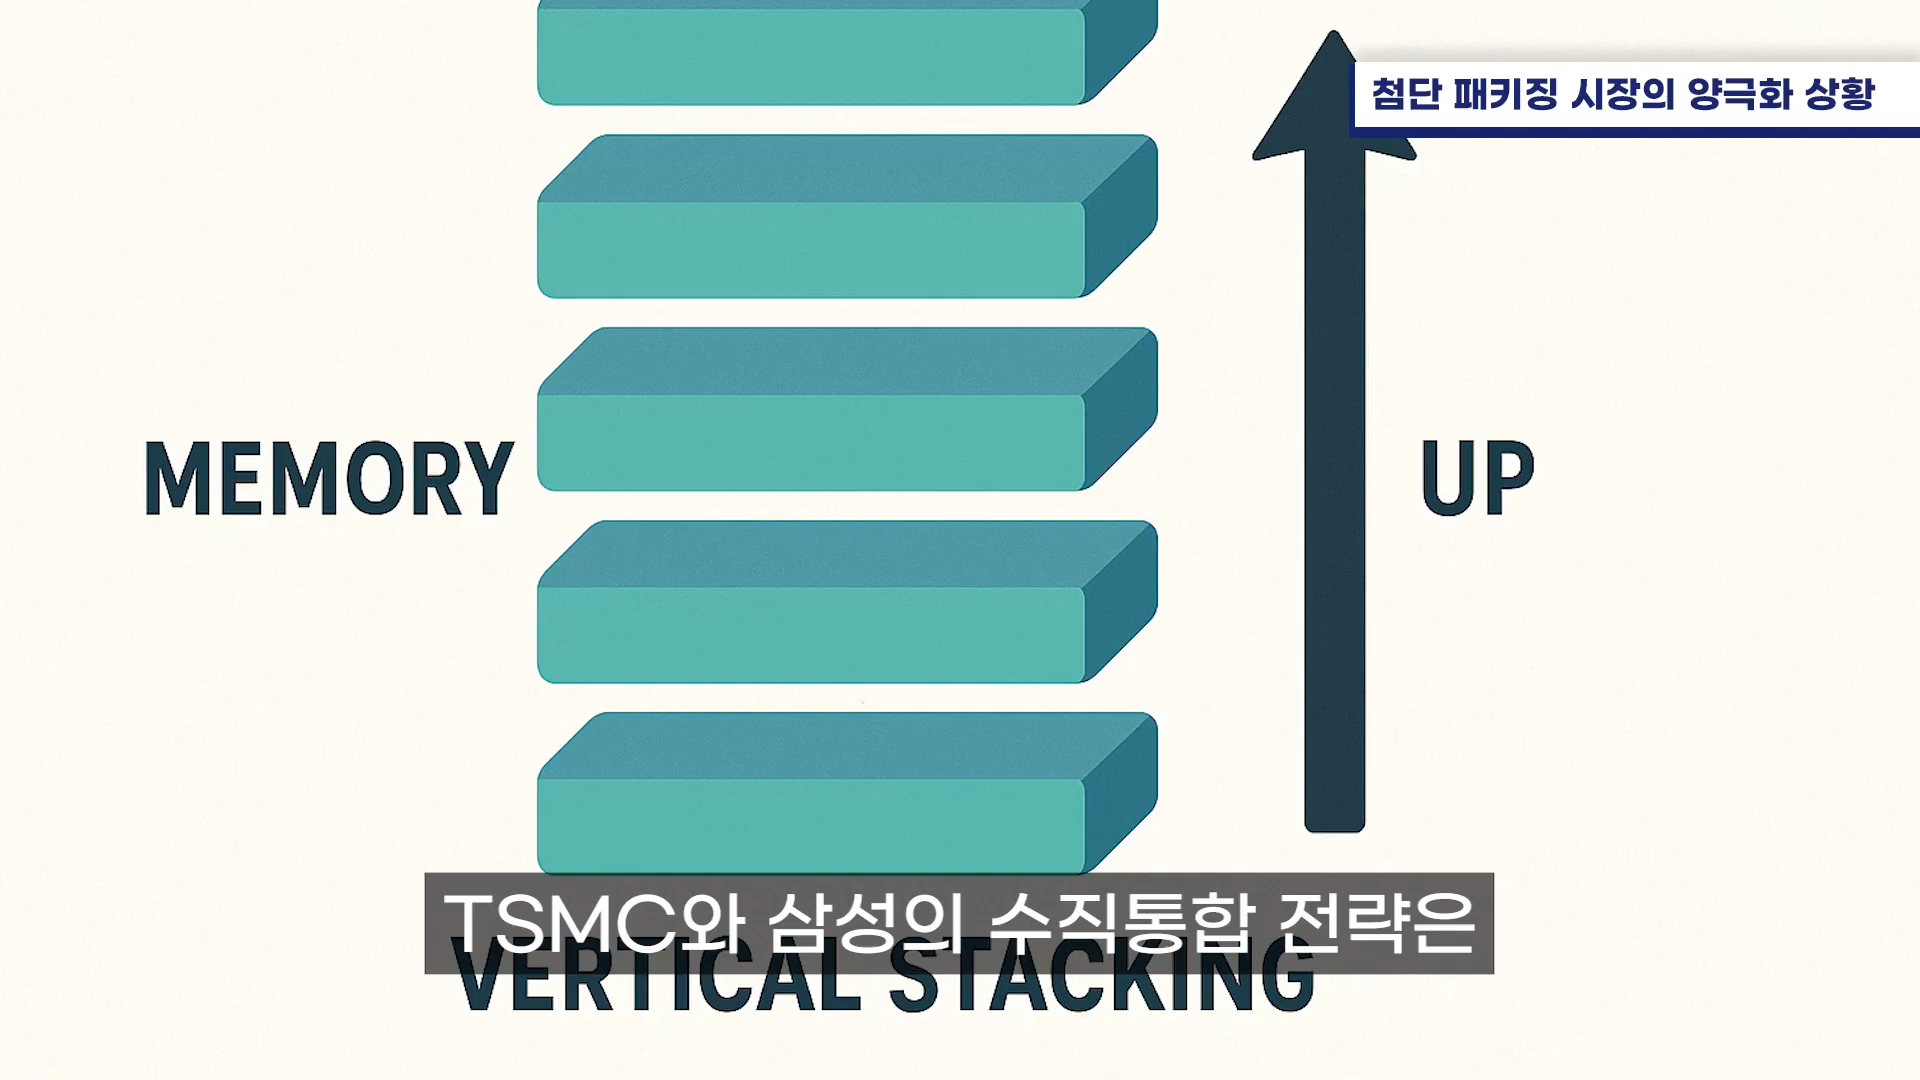 첨단 패키징 시장의 양극화 상황
MEMORY
UP
TSMC와 삼성의 수직통합 전략은
VERTICAL STACKING